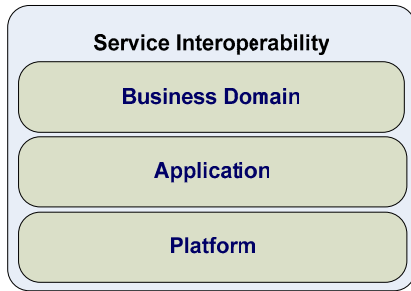 Service Interoperability
Business Domain
Application
Platform